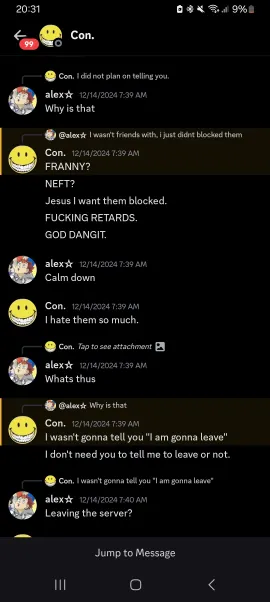 20:31
9%
99
Con.
Con. I did not plan on telling you.
alex☆ 12/14/2024 7:39 AM
Why is that
@alex☆ I wasn't friends with, i just didnt blocked them
Con. 12/14/2024 7:39 AM
FRANNY?
NEFT?
Jesus I want them blocked.
FUCKING RETARDS.
GOD DANGIT.
alex☆ 12/14/2024 7:39 AM
Calm down
Con. 12/14/2024 7:39 AM
I hate them so much.
Con. Tap to see attachment
alex☆ 12/14/2024 7:39 AM
Whats thus
@alex☆ Why is that
Con. 12/14/2024 7:39 AM
I wasn't gonna tell you "I am gonna leave"
I don't need you to tell me to leave or not.
Con. I wasn't gonna tell you "I am gonna leave"
alex☆ 12/14/2024 7:40 AM
Leaving the server?
Jump to Message